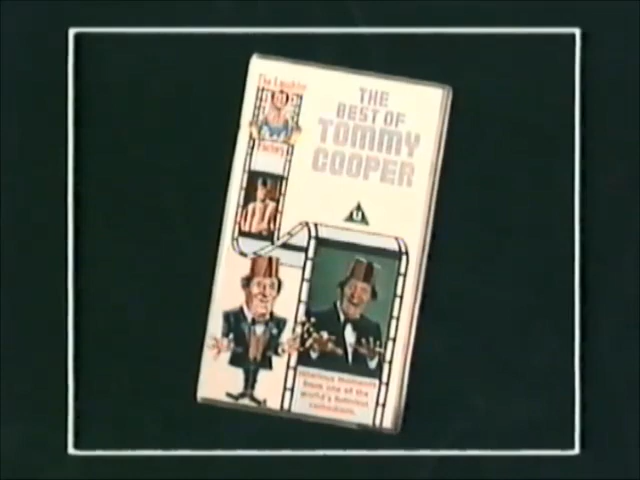 The Laughter
Factory
THE
BEST OF
TOMMY
COOPER
U
Hilarious Moments
from one of the
world's funniest
comedians.